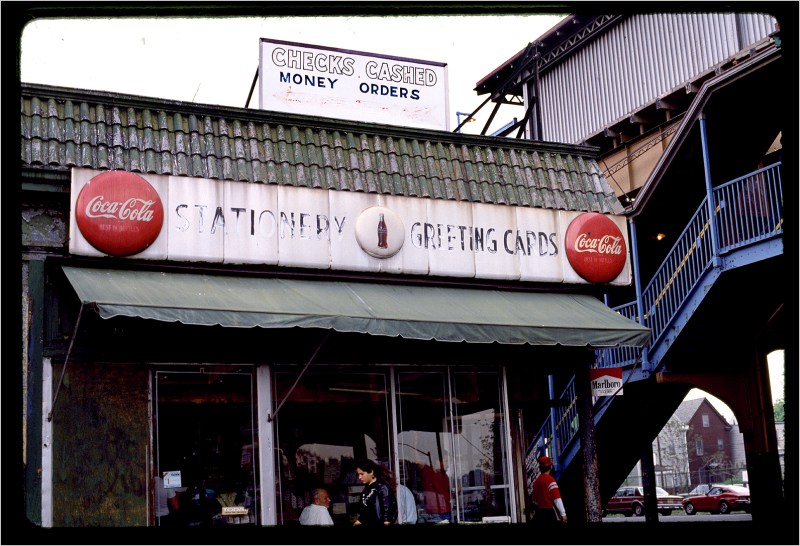 CHECKS CASHED
MONEY ORDERS
Coca-Cola
STATIONERY
GREETING CARDS
Coca-Cola
Marlboro